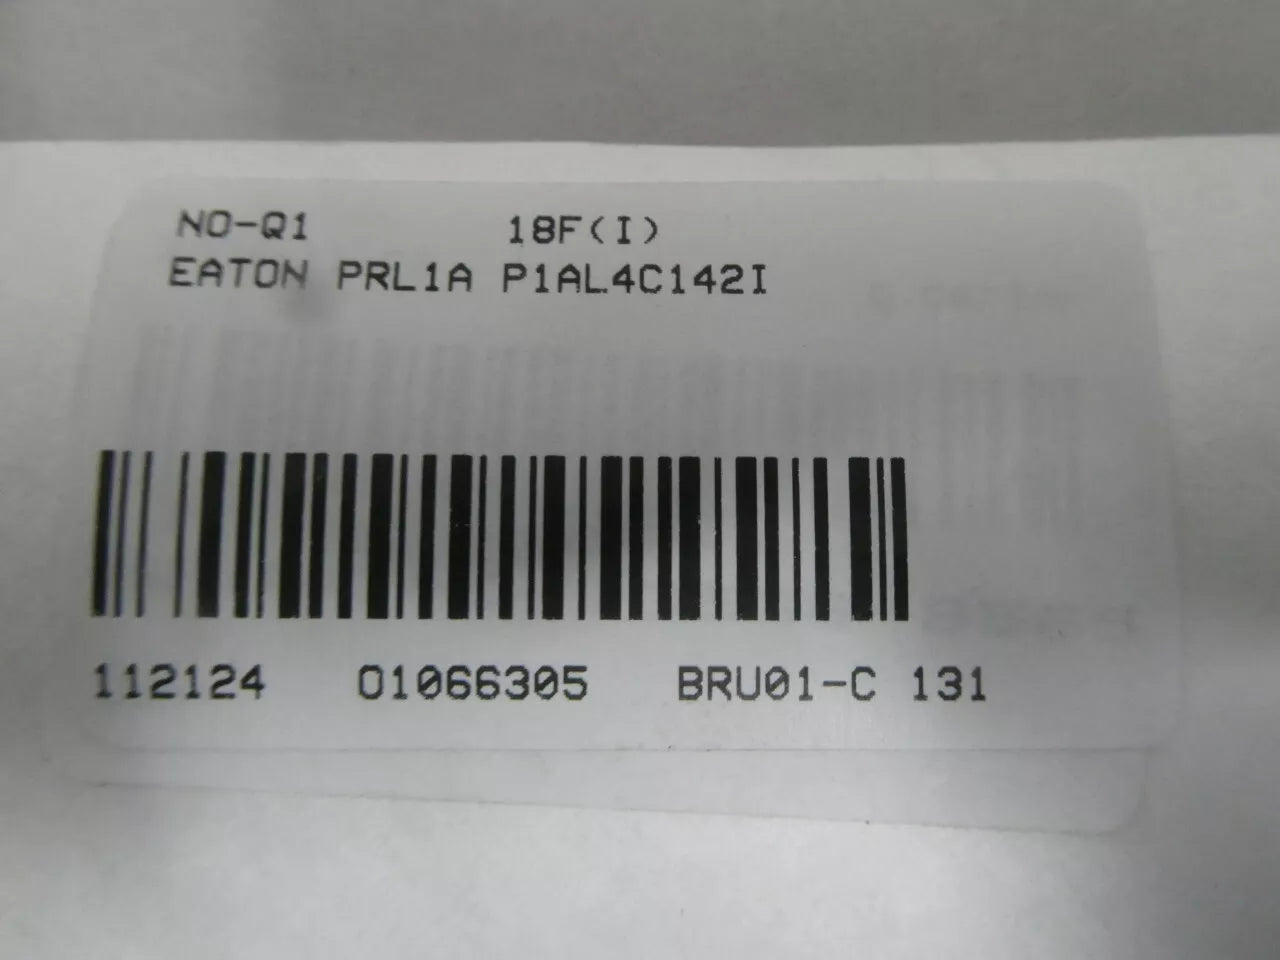 NO-Q1 18F(I)
EATON PRL1A P1AL4C142I
112124 01066305 BRU01-C 131